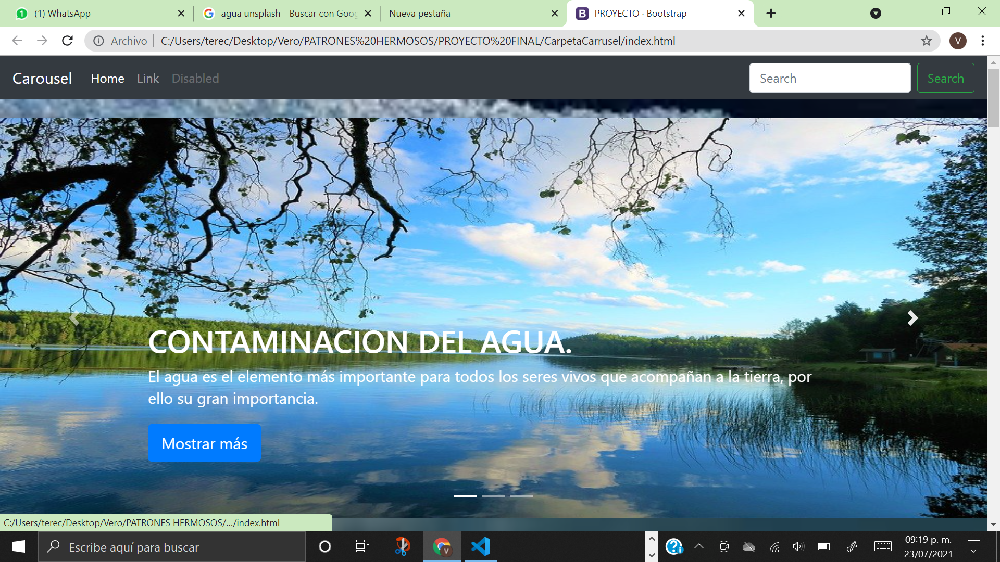 (1) WhatsApp
agua unsplash - Buscar con Goog
Nueva pestaña
B PROYECTO · Bootstrap
Archivo C:/Users/terec/Desktop/Vero/PATRONES%20HERMOSOS/PROYECTO%20FINAL/CarpetaCarrusel/index.html
V
Carousel Home Link Disabled Search Search
CONTAMINACION DEL AGUA.
El agua es el elemento más importante para todos los seres vivos que acompañan a la tierra, por
ello su gran importancia.
Mostrar más
C:/Users/terec/Desktop/Vero/PATRONES HERMOSOS/.../index.html
Escribe aquí para buscar
V
09:19 p. m.
23/07/2021